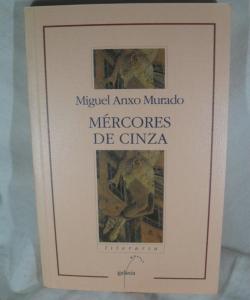 Miguel Anxo Murado
MÉRCORES
DE CINZA
literaria
galaxia